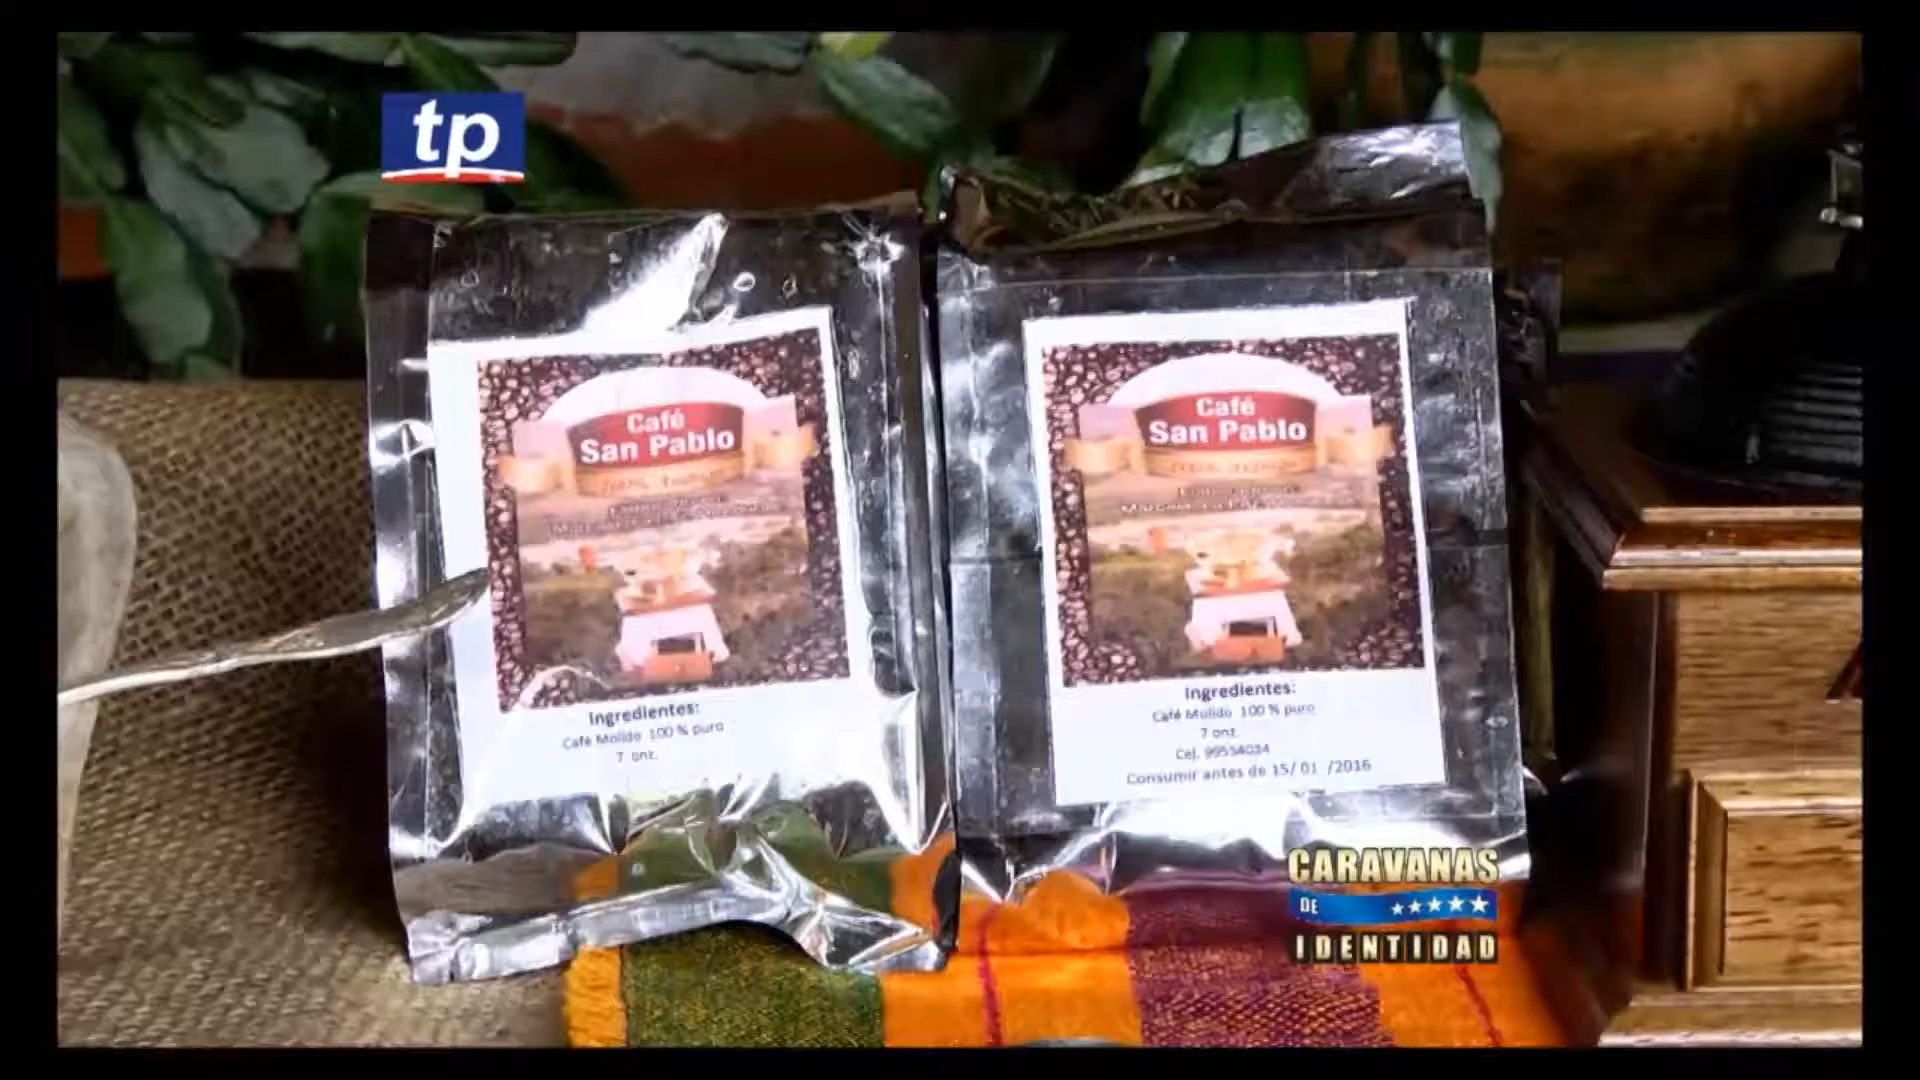 tp
Café
San Pablo
Ingredientes:
Café Molido 100 % puro
7 onz.
Café
San Pablo
Ingredientes:
Café Molido 100 % puro
7 onz.
Cel. 99554034
Consumir antes de 15/01 /2016
CARAVANAS
DE
IDENTIDAD